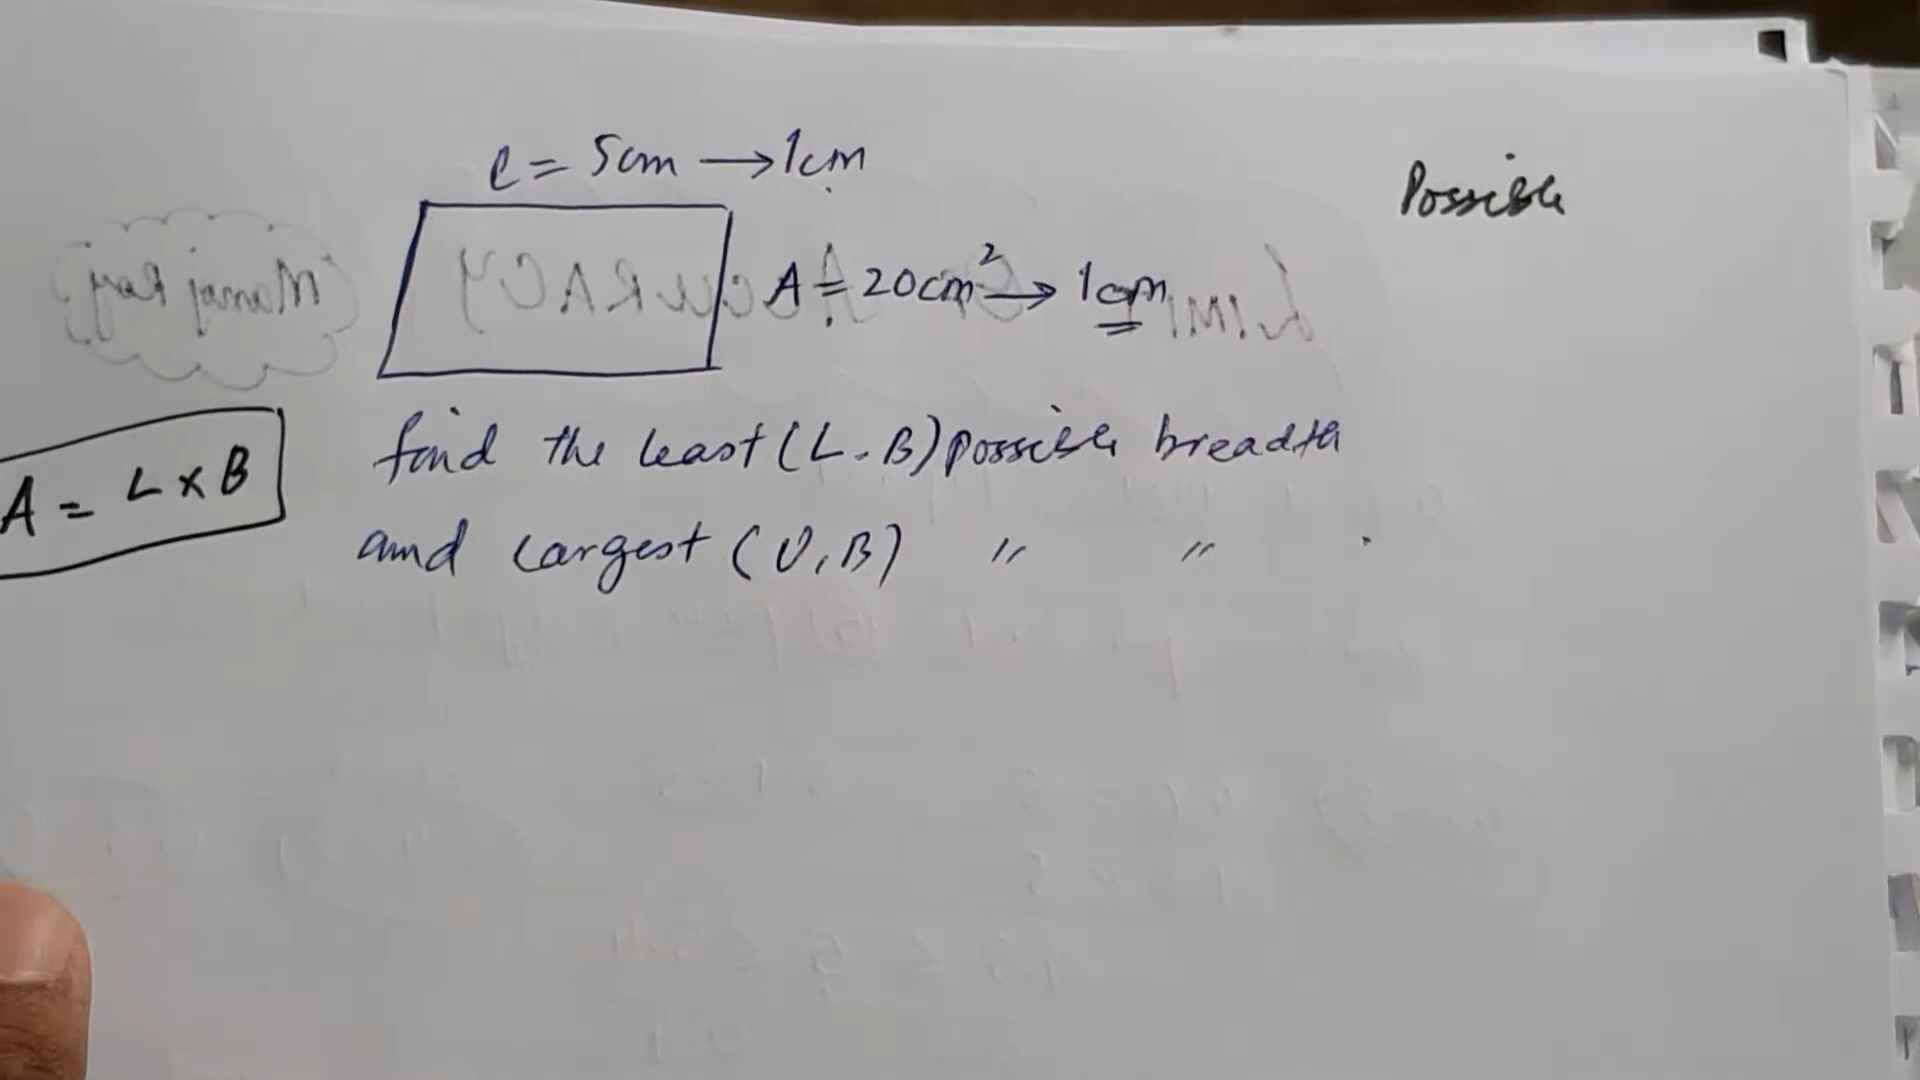 l = 5cm → 1cm
Possible
A = 20cm² → 1cm
find the least (L.B) possible breadth
A = L × B
and largest (U.B) " " .